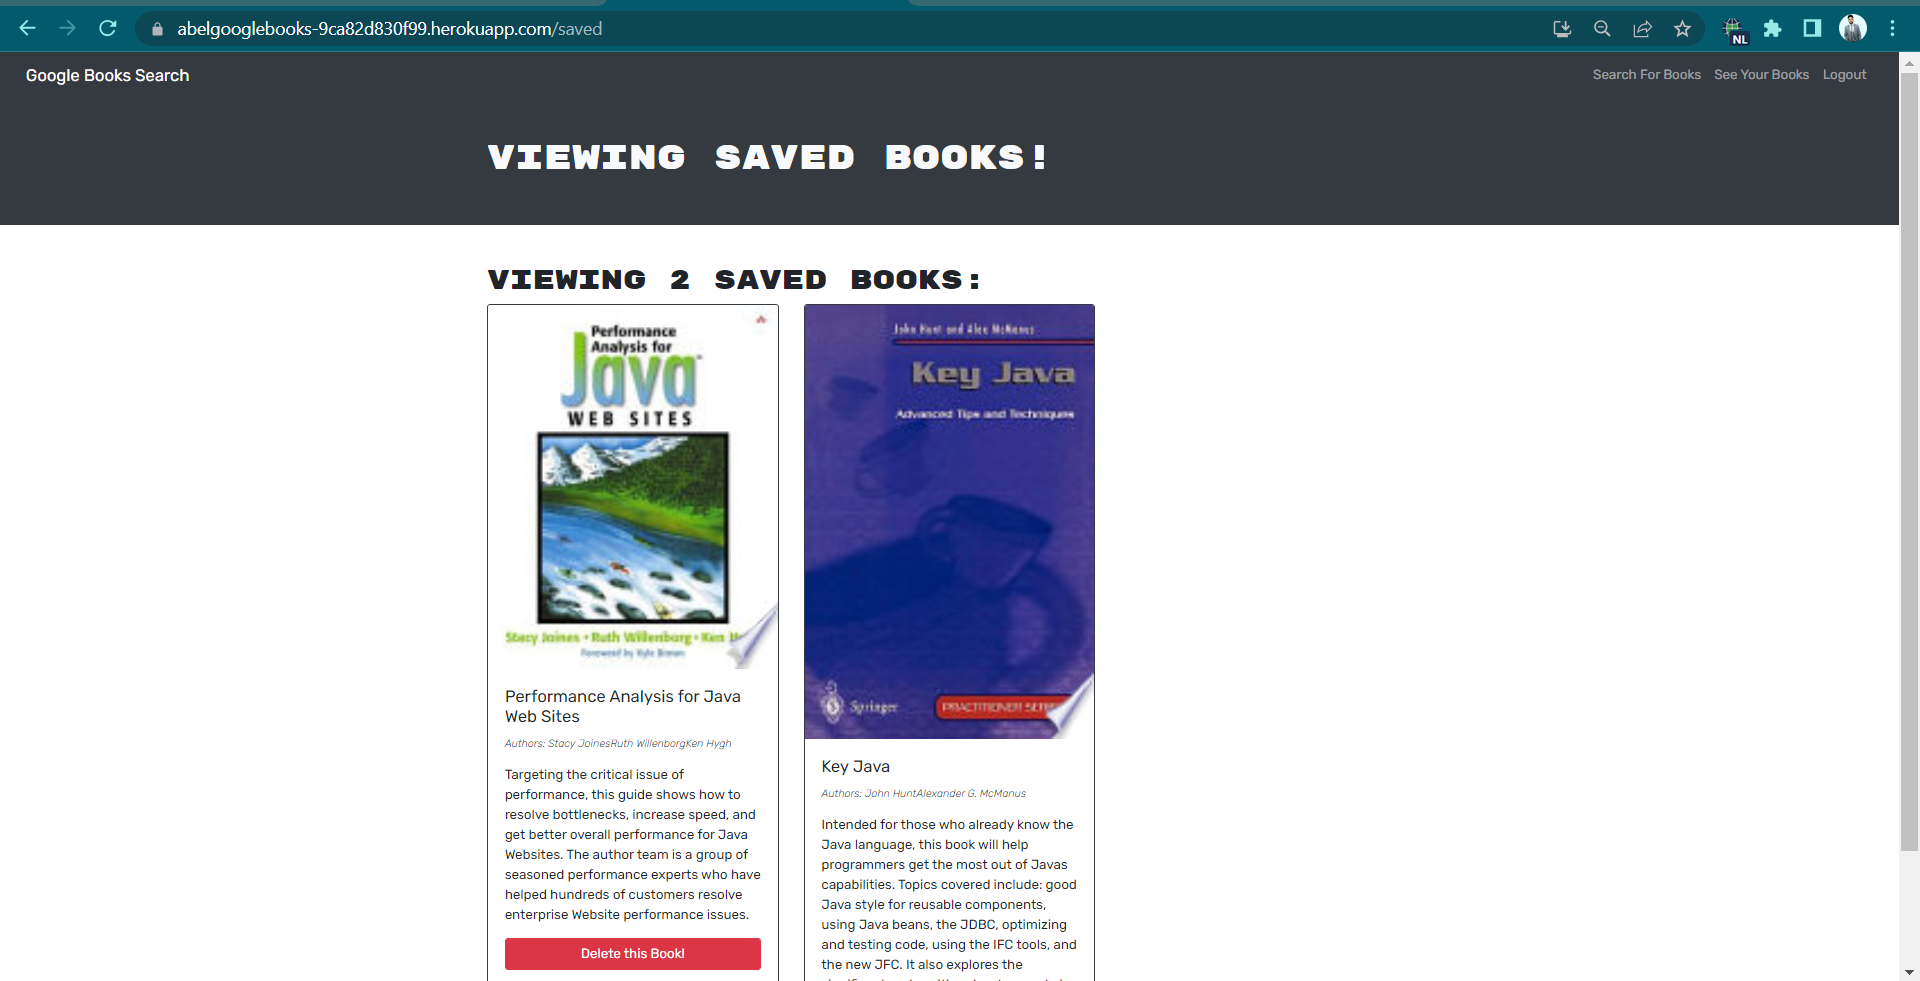 abelgooglebooks-9ca82d830f99.herokuapp.com/saved
NL
Google Books Search
Search For Books See Your Books Logout
VIEWING SAVED BOOKS!
VIEWING 2 SAVED BOOKS:
Performance
Analysis for
Java™
WEB SITES
Stacy Joines • Ruth Willenborg • Ken
Foreword by Kyle Brown
Performance Analysis for Java
Web Sites
Authors: Stacy JoinesRuth WillenborgKen Hygh
Targeting the critical issue of
performance, this guide shows how to
resolve bottlenecks, increase speed, and
get better overall performance for Java
Websites. The author team is a group of
seasoned performance experts who have
helped hundreds of customers resolve
enterprise Website performance issues.
Delete this Book!
John Hunt and Alex McManus
Key Java
Advanced Tips and Techniques
Springer
PRACTITIONER
Key Java
Authors: John HuntAlexander G. McManus
Intended for those who already know the
Java language, this book will help
programmers get the most out of Javas
capabilities. Topics covered include: good
Java style for reusable components,
using Java beans, the JDBC, optimizing
and testing code, using the IFC tools, and
the new JFC. It also explores the